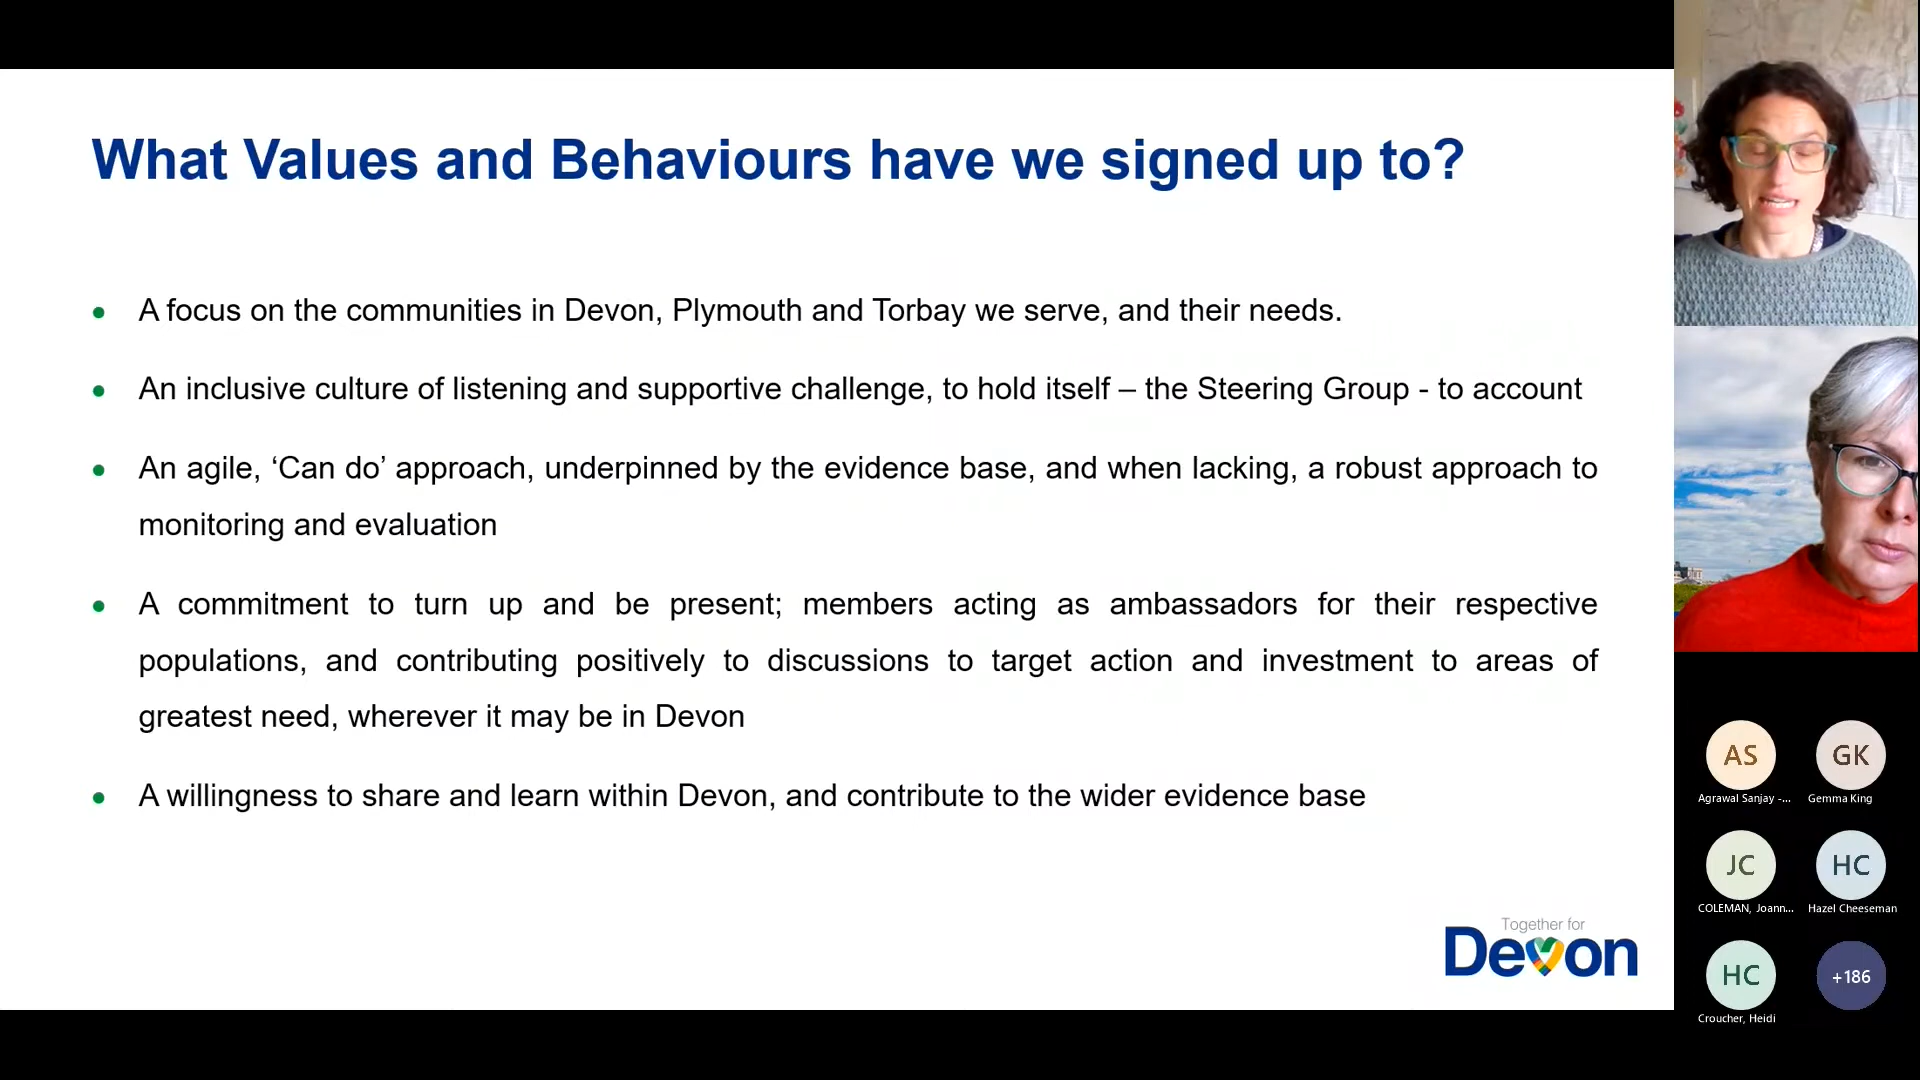 What Values and Behaviours have we signed up to?
A focus on the communities in Devon, Plymouth and Torbay we serve, and their needs.
An inclusive culture of listening and supportive challenge, to hold itself – the Steering Group - to account
An agile, ‘Can do’ approach, underpinned by the evidence base, and when lacking, a robust approach to
monitoring and evaluation
A commitment to turn up and be present; members acting as ambassadors for their respective
populations, and contributing positively to discussions to target action and investment to areas of
greatest need, wherever it may be in Devon
A willingness to share and learn within Devon, and contribute to the wider evidence base
Together for
Devon
AS
Agrawal Sanjay -...
GK
Gemma King
JC
COLEMAN, Joann...
HC
Hazel Cheeseman
HC
Croucher, Heidi
+186